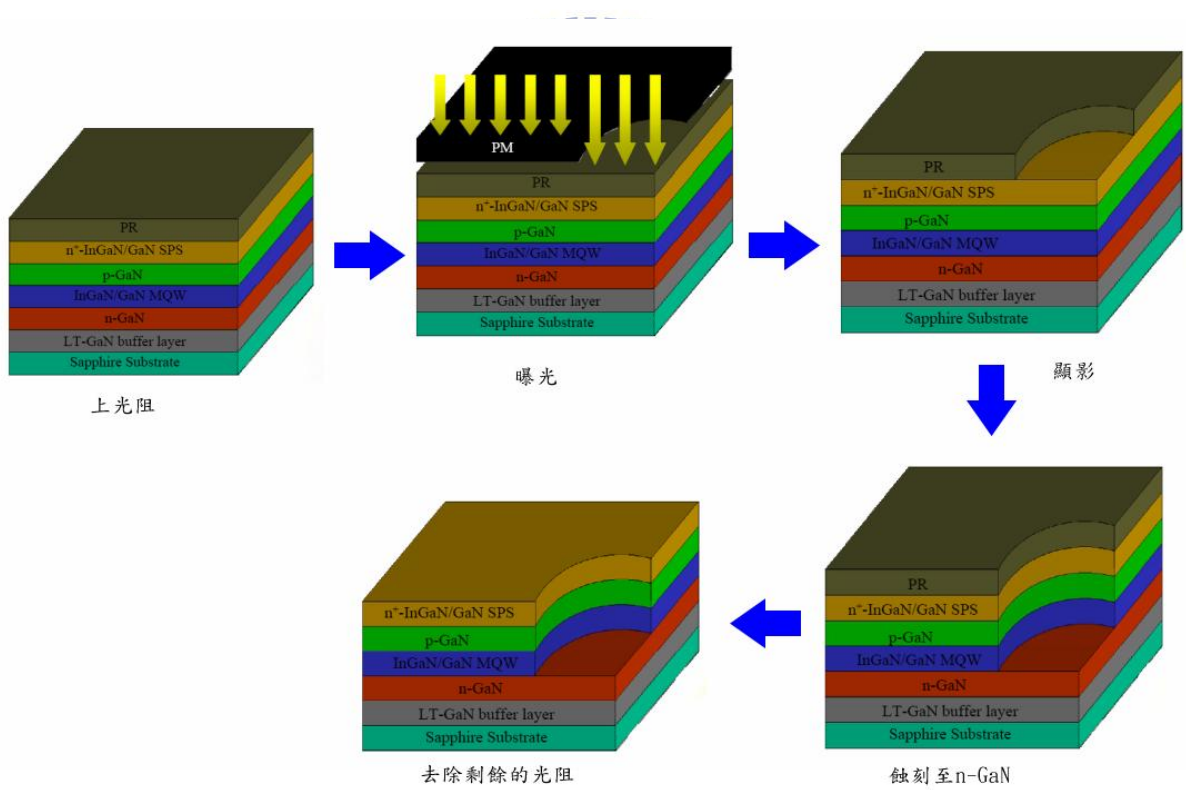 PR
n⁺-InGaN/GaN SPS
p-GaN
InGaN/GaN MQW
n-GaN
LT-GaN buffer layer
Sapphire Substrate
上光阻
PM
PR
n⁺-InGaN/GaN SPS
p-GaN
InGaN/GaN MQW
n-GaN
LT-GaN buffer layer
Sapphire Substrate
曝光
PR
n⁺-InGaN/GaN SPS
p-GaN
InGaN/GaN MQW
n-GaN
LT-GaN buffer layer
Sapphire Substrate
顯影
PR
n⁺-InGaN/GaN SPS
p-GaN
InGaN/GaN MQW
n-GaN
LT-GaN buffer layer
Sapphire Substrate
蝕刻至n-GaN
n⁺-InGaN/GaN SPS
p-GaN
InGaN/GaN MQW
n-GaN
LT-GaN buffer layer
Sapphire Substrate
去除剩餘的光阻